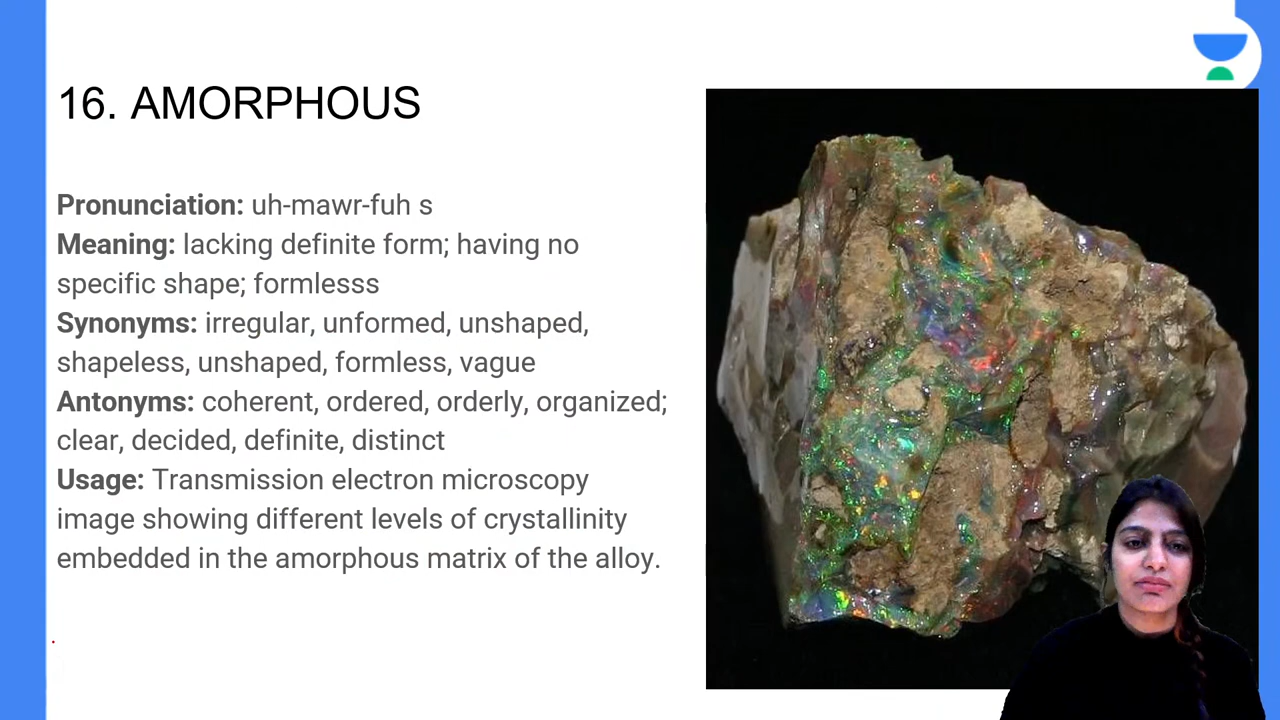 16. AMORPHOUS
Pronunciation: uh-mawr-fuh s
Meaning: lacking definite form; having no
specific shape; formlesss
Synonyms: irregular, unformed, unshaped,
shapeless, unshaped, formless, vague
Antonyms: coherent, ordered, orderly, organized;
clear, decided, definite, distinct
Usage: Transmission electron microscopy
image showing different levels of crystallinity
embedded in the amorphous matrix of the alloy.